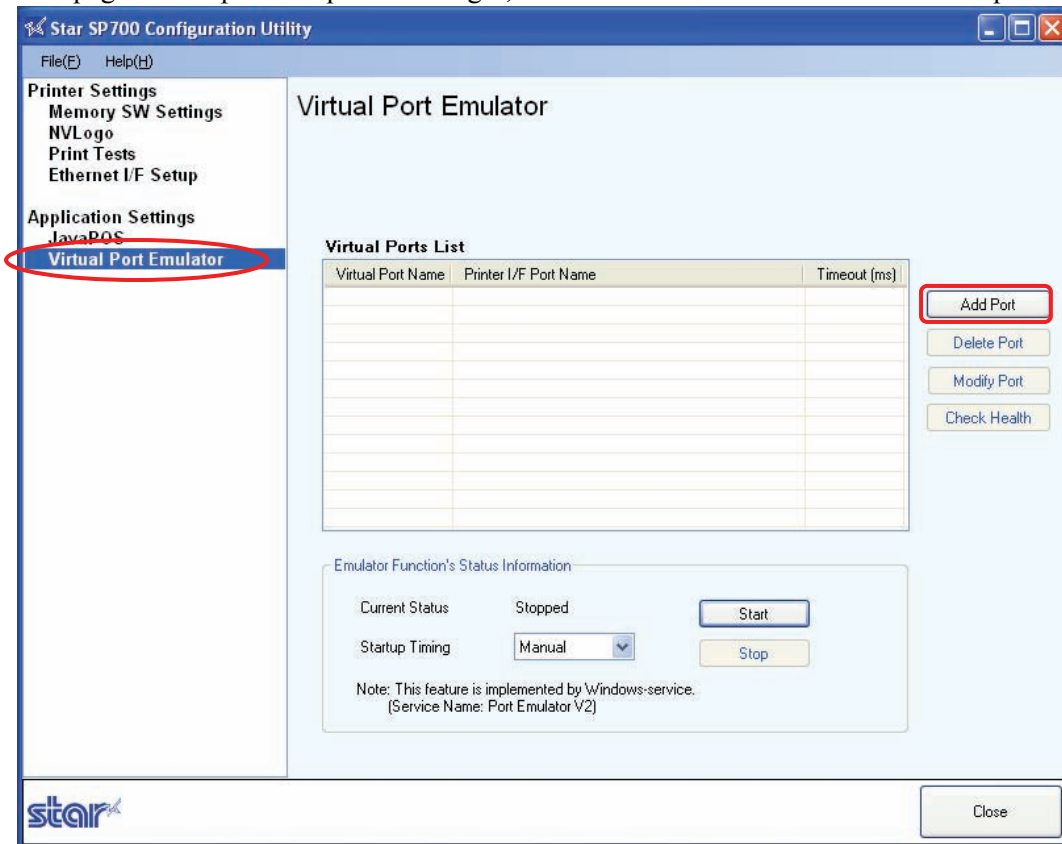 Star SP700 Configuration Utility
File(F) Help(H)
Printer Settings
Memory SW Settings
NVLogo
Print Tests
Ethernet I/F Setup
Application Settings
JavaPOS
Virtual Port Emulator
Virtual Port Emulator
Virtual Ports List
Virtual Port Name Printer I/F Port Name Timeout (ms)
Add Port
Delete Port
Modify Port
Check Health
Emulator Function's Status Information
Current Status Stopped Start
Startup Timing Manual Stop
Note: This feature is implemented by Windows-service.
(Service Name: Port Emulator V2)
star
Close